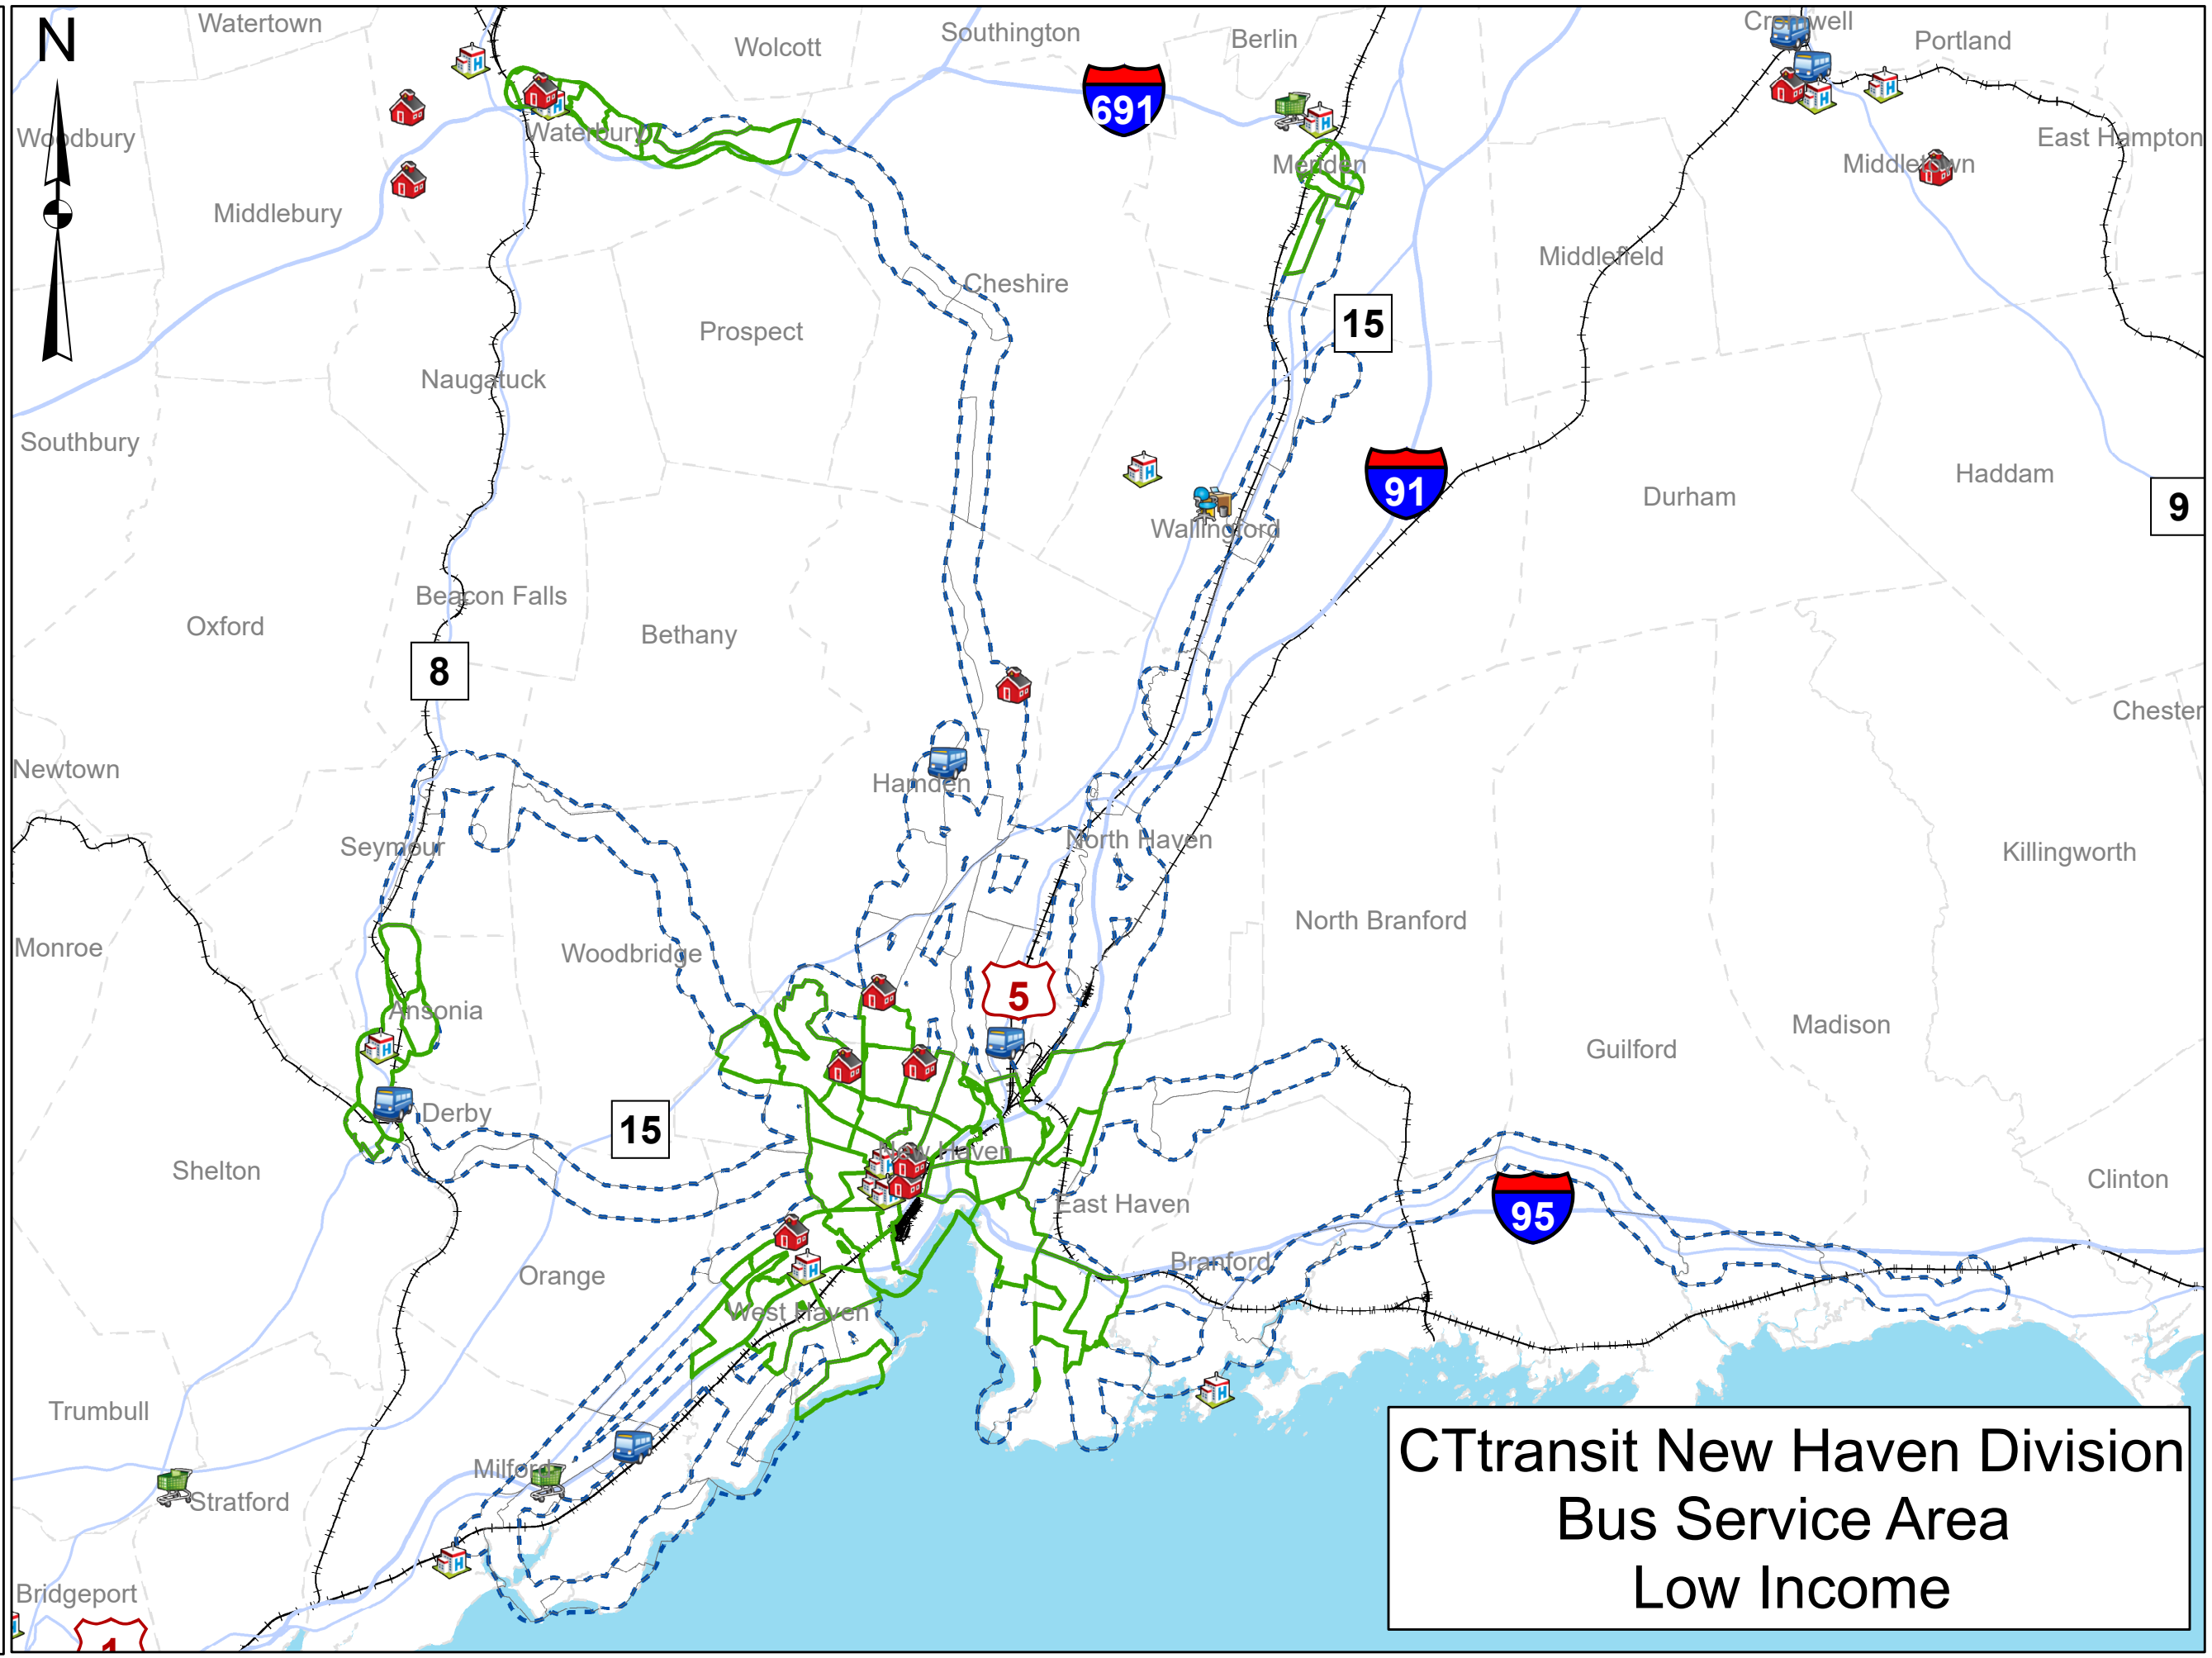 N
Watertown
Wolcott
Southington
Berlin
Cromwell
Portland
691
Woodbury
Waterbury
Meriden
Middletown
East Hampton
Middlebury
Middlefield
Cheshire
Prospect
15
Naugatuck
Southbury
91
Haddam
Durham
9
Wallingford
Beacon Falls
Oxford
Bethany
8
Chester
Newtown
Hamden
Seymour
North Haven
Killingworth
Monroe
Woodbridge
North Branford
5
Ansonia
Madison
Guilford
Derby
15
New Haven
Shelton
East Haven
Clinton
95
Branford
Orange
West Haven
Trumbull
Milford
Stratford
Bridgeport
1
CTtransit New Haven Division
Bus Service Area
Low Income